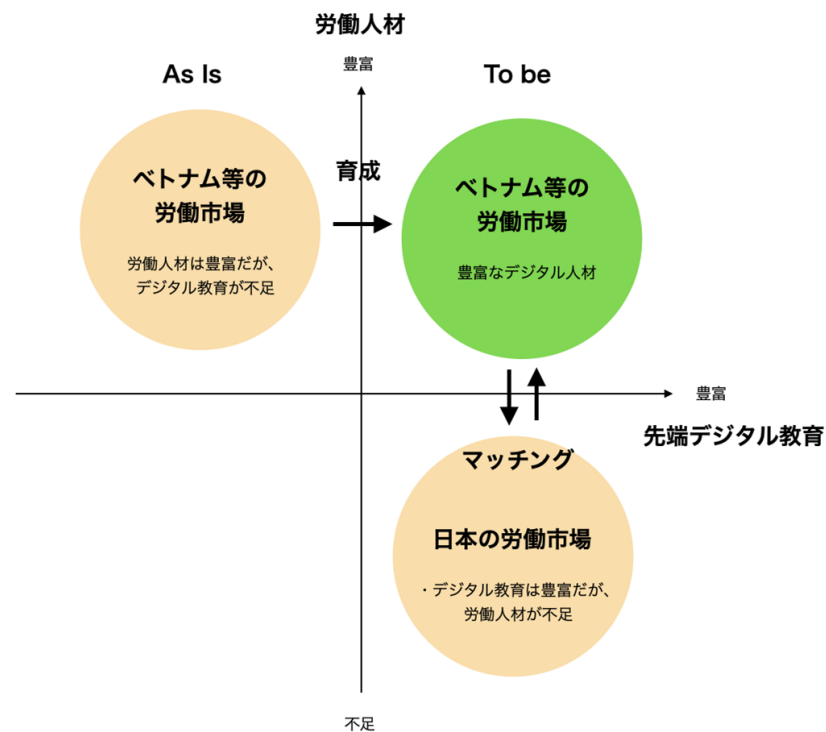 労働人材
豊富
As Is
To be
ベトナム等の
労働市場
労働人材は豊富だが、
デジタル教育が不足
育成
ベトナム等の
労働市場
豊富なデジタル人材
豊富
先端デジタル教育
マッチング
日本の労働市場
・デジタル教育は豊富だが、
労働人材が不足
不足